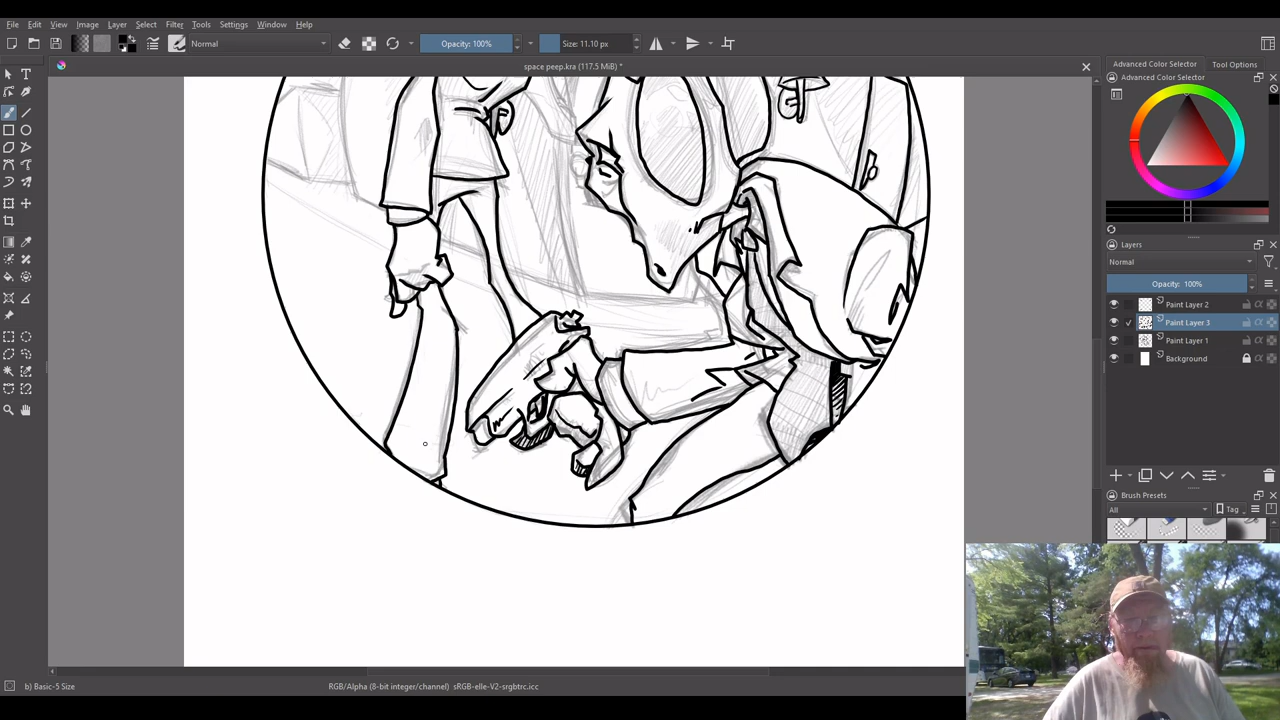 File Edit View Image Layer Select Filter Tools Settings Window Help
Normal Opacity: 100% Size: 11.10 px
space peep.kra (117.5 MiB) *
Advanced Color Selector Tool Options
Advanced Color Selector
Layers
Normal
Opacity: 100%
Paint Layer 2
Paint Layer 3
Paint Layer 1
Background
Brush Presets
All Tag
b) Basic-5 Size RGB/Alpha (8-bit integer/channel) sRGB-elle-V2-srgbtrc.icc